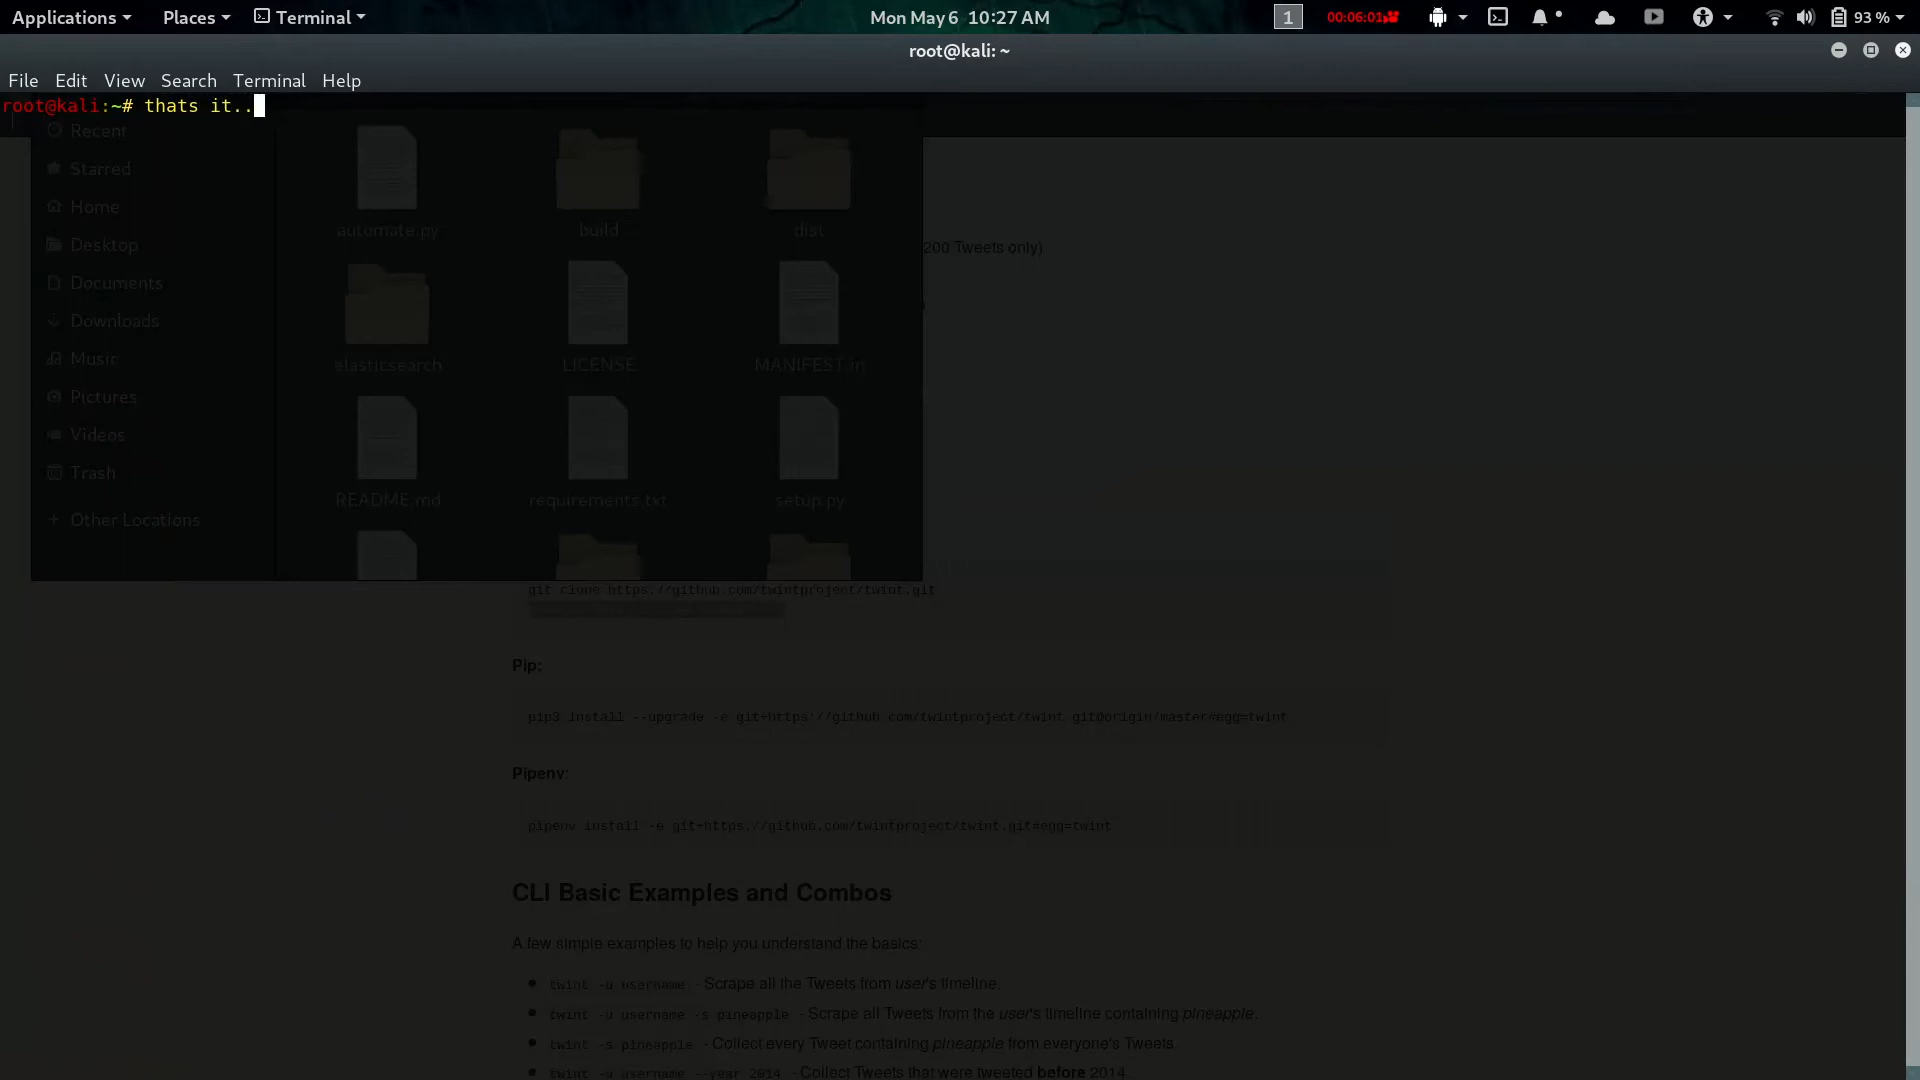 Applications Places Terminal Mon May 6 10:27 AM 1 00:06:01 93 %
root@kali: ~
File Edit View Search Terminal Help
root@kali:~# thats it..
Recent
Starred
Home
Desktop
Documents
Downloads
Music
Pictures
Videos
Trash
Other Locations
automate.py build dist
elasticsearch LICENSE MANIFEST.in
README.md requirements.txt setup.py
200 Tweets only)
git clone https://github.com/twintproject/twint.git
Pip:
pip3 install --upgrade -e git+https://github.com/twintproject/twint.git@origin/master#egg=twint
Pipenv:
pipenv install -e git+https://github.com/twintproject/twint.git#egg=twint
CLI Basic Examples and Combos
A few simple examples to help you understand the basics:
twint -u username - Scrape all the Tweets from user's timeline.
twint -u username -s pineapple - Scrape all Tweets from the user's timeline containing pineapple.
twint -s pineapple - Collect every Tweet containing pineapple from everyone's Tweets.
twint -u username --year 2014 - Collect Tweets that were tweeted before 2014.